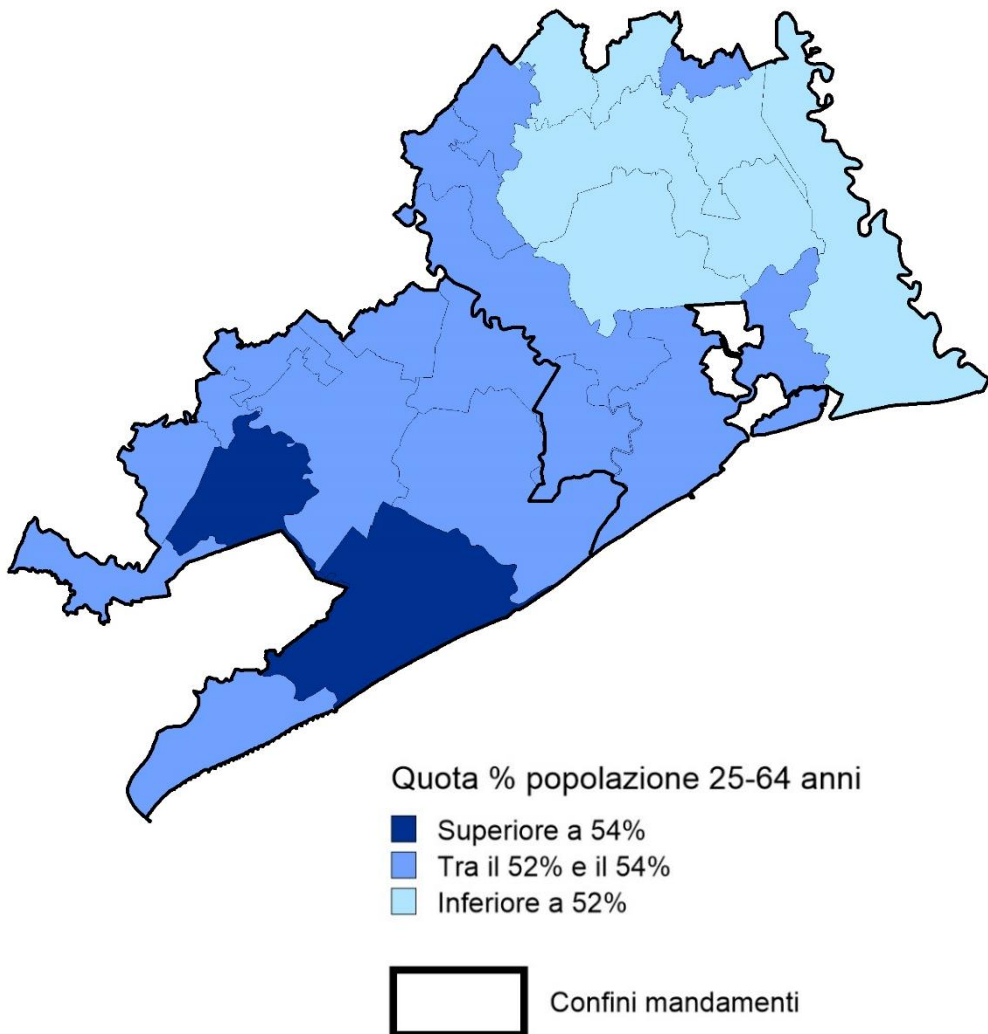 Quota % popolazione 25-64 anni
Superiore a 54%
Tra il 52% e il 54%
Inferiore a 52%
Confini mandamenti